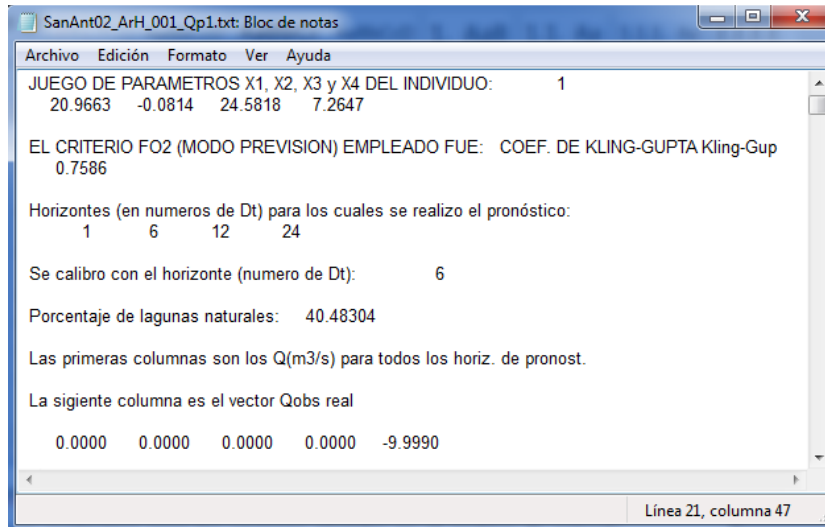 SanAnt02_ArH_001_Qp1.txt: Bloc de notas
Archivo Edición Formato Ver Ayuda
JUEGO DE PARAMETROS X1, X2, X3 y X4 DEL INDIVIDUO: 1
20.9663 -0.0814 24.5818 7.2647
EL CRITERIO FO2 (MODO PREVISION) EMPLEADO FUE: COEF. DE KLING-GUPTA Kling-Gup
0.7586
Horizontes (en numeros de Dt) para los cuales se realizo el pronóstico:
1 6 12 24
Se calibro con el horizonte (numero de Dt): 6
Porcentaje de lagunas naturales: 40.48304
Las primeras columnas son los Q(m3/s) para todos los horiz. de pronost.
La sigiente columna es el vector Qobs real
0.0000 0.0000 0.0000 0.0000 -9.9990
Línea 21, columna 47